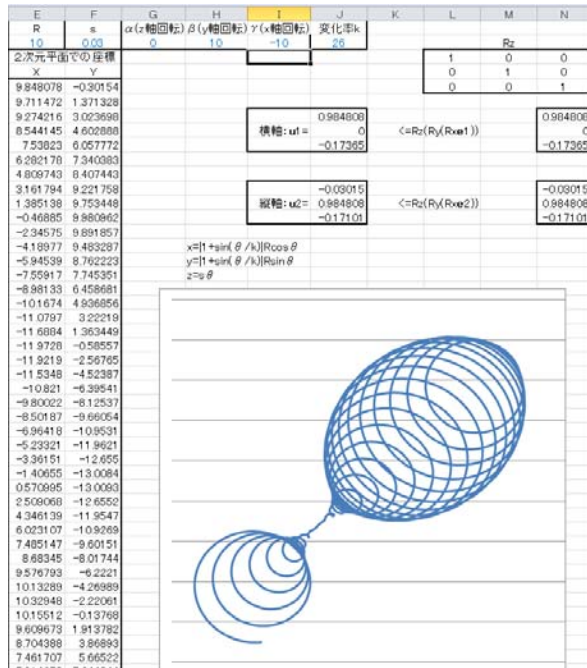 E F G H I J K L M N
R s α(z軸回転) β(y軸回転) γ(x軸回転) 変化率k
10 0.03 0 10 -10 26 Rz
2次元平面での座標 1 0 0
X Y 0 1 0
9.848078 -0.30154 0 0 1
9.711472 1.371328
9.274216 3.023698 0.984808 0.984808
8.544145 4.602888 横軸:u1= 0 <=Rz(Ry(Rxe1)) 0
7.53823 6.057772 -0.17365 -0.17365
6.282178 7.340383
4.809743 8.407443
3.161794 9.221758 -0.03015 -0.03015
1.385138 9.753448 縦軸:u2= 0.984808 <=Rz(Ry(Rxe2)) 0.984808
-0.46885 9.980962 -0.17101 -0.17101
-2.34575 9.891857
-4.18977 9.483287 x=|1+sin(θ/k)|Rcosθ
-5.94539 8.762223 y=|1+sin(θ/k)|Rsinθ
-7.55917 7.745351 z=sθ
-8.98133 6.458681
-10.1674 4.936856
-11.0797 3.22219
-11.6884 1.363449
-11.9728 -0.58557
-11.9219 -2.56765
-11.5348 -4.52387
-10.821 -6.39541
-9.80022 -8.12537
-8.50187 -9.66054
-6.96418 -10.9531
-5.23321 -11.9621
-3.36151 -12.655
-1.40655 -13.0084
0.570995 -13.0093
2.509068 -12.6552
4.346139 -11.9547
6.023107 -10.9269
7.485147 -9.60151
8.68345 -8.01744
9.576793 -6.2221
10.13289 -4.26989
10.32948 -2.22061
10.15512 -0.13768
9.609673 1.913782
8.704388 3.86893
7.461707 5.66522